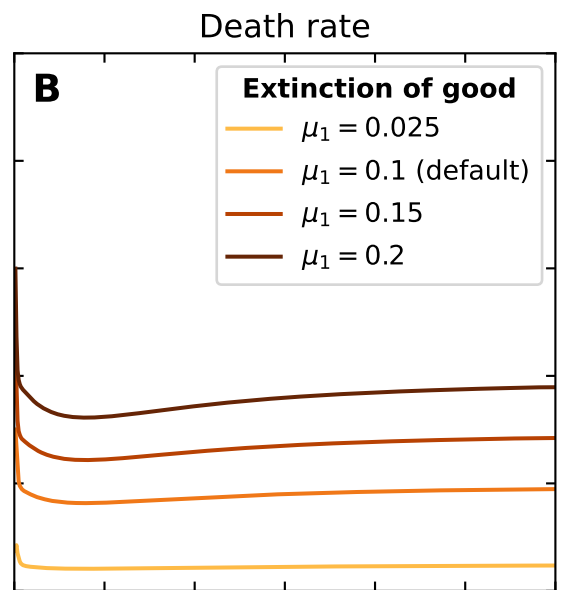 Death rate
B
Extinction of good
μ₁ = 0.025
μ₁ = 0.1 (default)
μ₁ = 0.15
μ₁ = 0.2